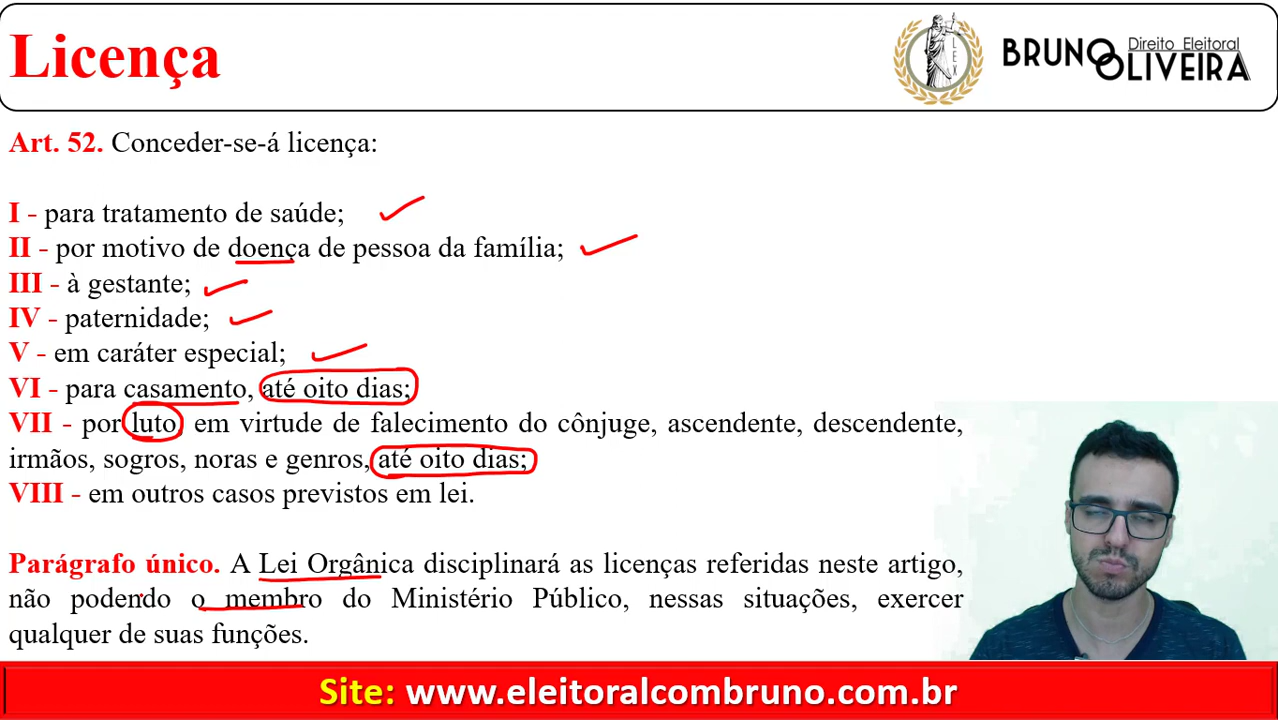 Licença
LEX
BRUNO Direito Eleitoral
OLIVEIRA
Art. 52. Conceder-se-á licença:
I - para tratamento de saúde;
II - por motivo de doença de pessoa da família;
III - à gestante;
IV - paternidade;
V - em caráter especial;
VI - para casamento, até oito dias;
VII - por luto, em virtude de falecimento do cônjuge, ascendente, descendente,
irmãos, sogros, noras e genros, até oito dias;
VIII - em outros casos previstos em lei.
Parágrafo único. A Lei Orgânica disciplinará as licenças referidas neste artigo,
não podendo o membro do Ministério Público, nessas situações, exercer
qualquer de suas funções.
Site: www.eleitoralcombruno.com.br